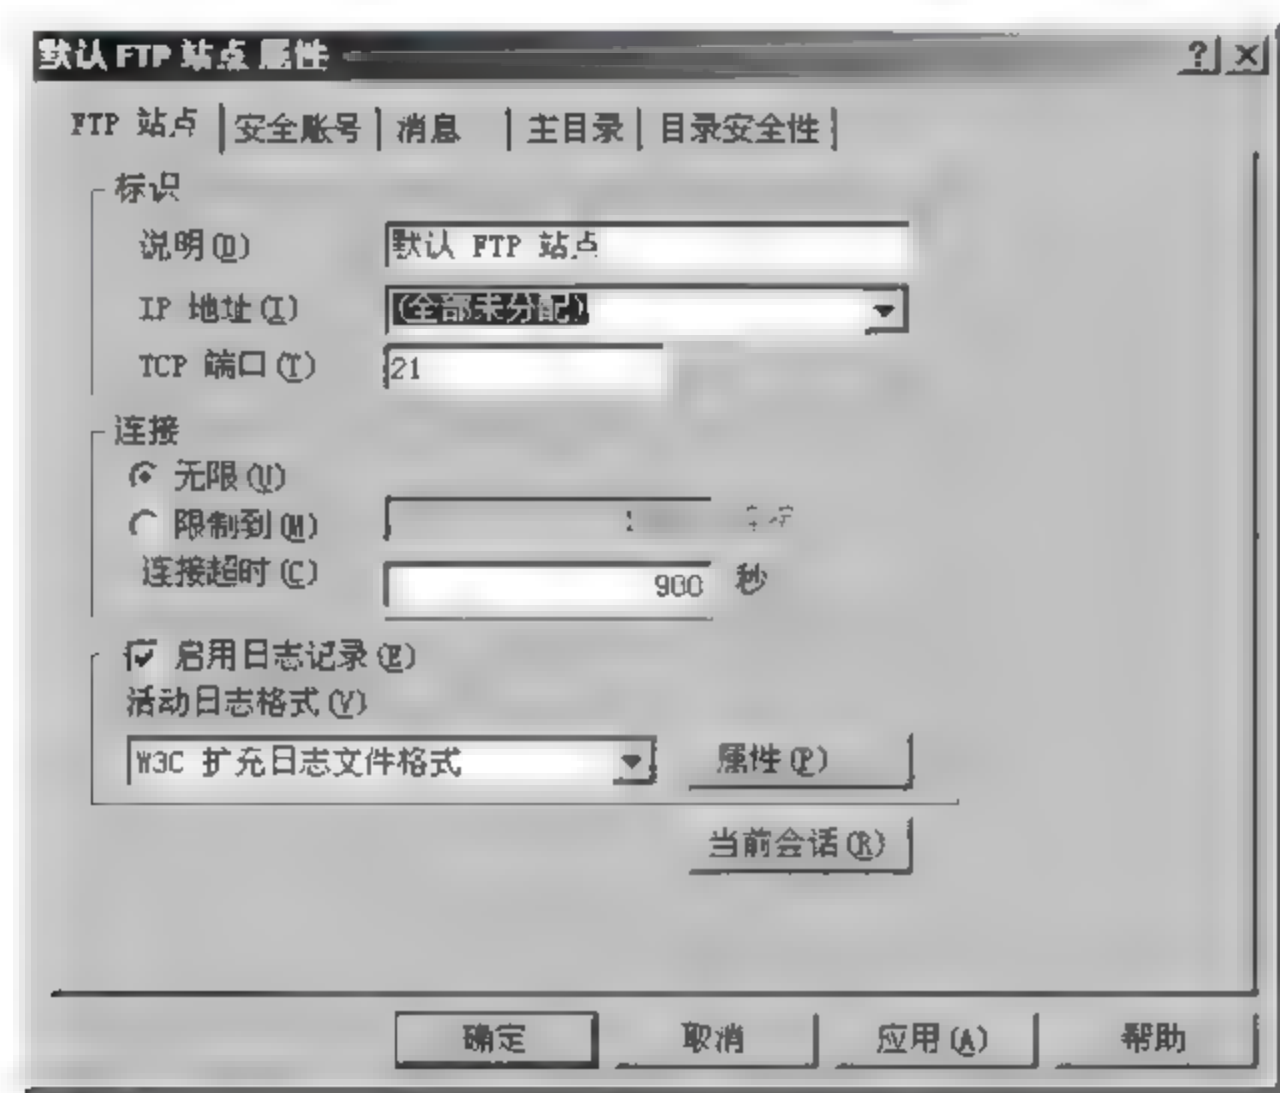 默认 FTP 站点 属性
FTP 站点 安全账号 消息 主目录 目录安全性
标识
说明(D) 默认 FTP 站点
IP 地址(I) (全部未分配)
TCP 端口(T) 21
连接
无限(U)
限制到(M) 1
连接超时(C) 900 秒
启用日志记录(E)
活动日志格式(V)
W3C 扩充日志文件格式 属性(P)
当前会话(R)
确定 取消 应用(A) 帮助